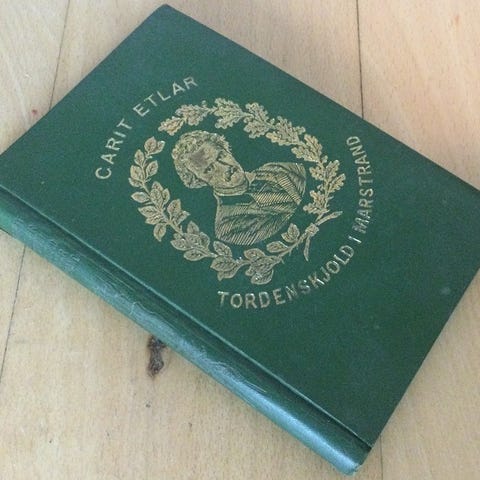 CARIT ETLAR
TORDENSKJOLD I MARSTRAND